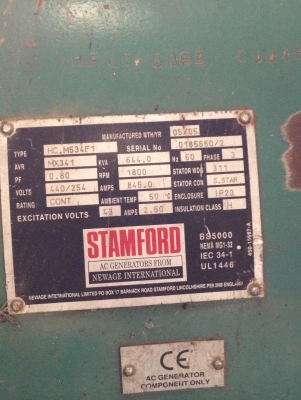 MANUFACTURED MTH/YR 05/05
TYPE HC.M534F1 SERIAL No 0185550/2
AVR MX341 KVA 644.0 Hz 60 PHASE 3
PF 0.80 RPM 1800 STATOR WDG 311
VOLTS 440/254 AMPS 845.0 STATOR CON S.STAR
RATING CONT AMBIENT TEMP 50 °C ENCLOSURE IP23
EXCITATION VOLTS 43 AMPS 2.50 INSULATION CLASS H
STAMFORD
AC GENERATORS FROM
NEWAGE INTERNATIONAL
BS5000
NEMA MG1-32
IEC 34-1
UL1446
NEWAGE INTERNATIONAL LIMITED PO BOX 17 BARNACK ROAD STAMFORD LINCOLNSHIRE PE9 2NB ENGLAND
CE
AC GENERATOR
COMPONENT ONLY